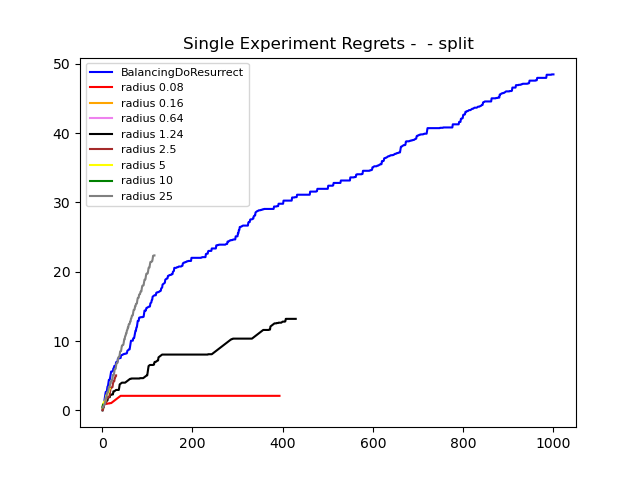 Single Experiment Regrets -  - split
50
40
30
20
10
0
BalancingDoResurrect
radius 0.08
radius 0.16
radius 0.64
radius 1.24
radius 2.5
radius 5
radius 10
radius 25
0 200 400 600 800 1000